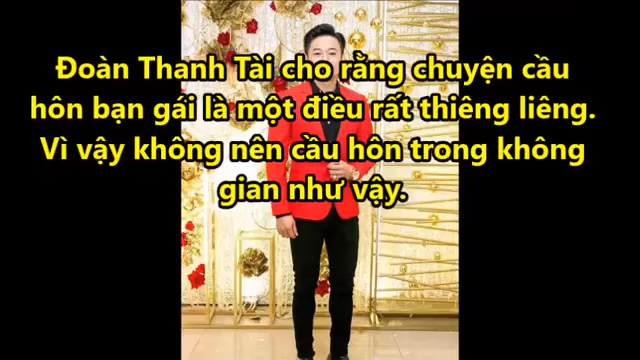 Đoàn Thanh Tài cho rằng chuyện cầu
hôn bạn gái là một điều rất thiêng liêng.
Vì vậy không nên cầu hôn trong không
gian như vậy.